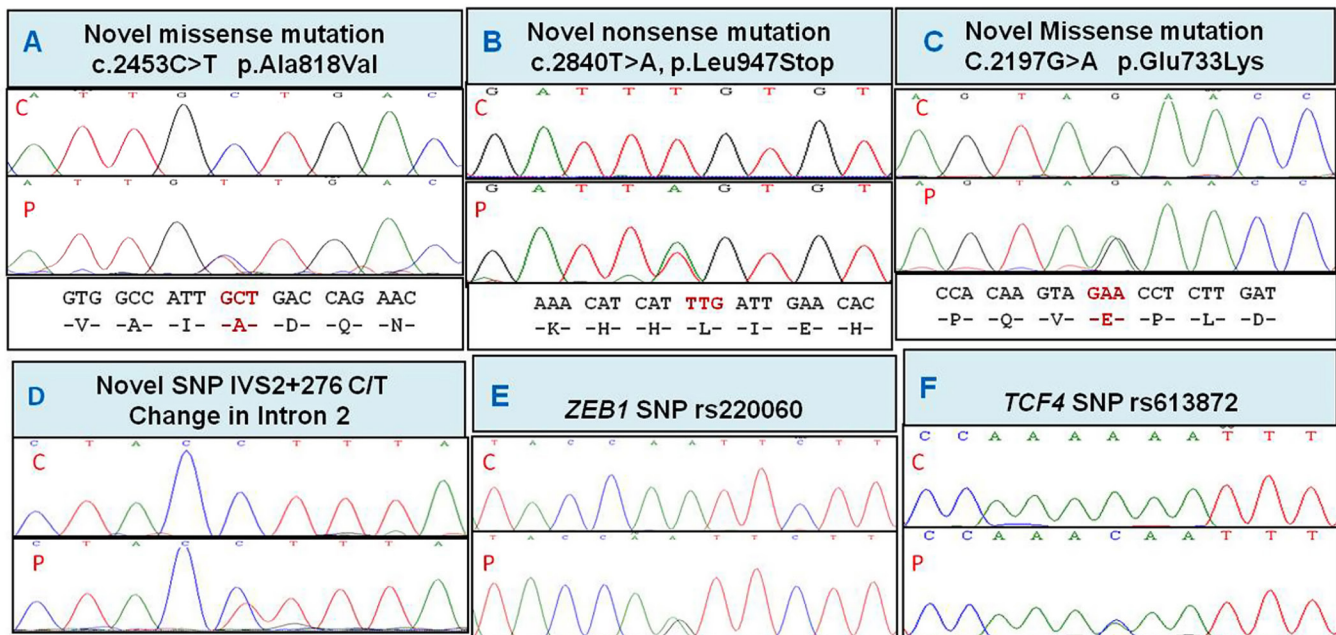 A Novel missense mutation
c.2453C>T p.Ala818Val
A T T G C T G A C
C
A T T G T T G A C
P
GTG GCC ATT GCT GAC CAG AAC
-V- -A- -I- -A- -D- -Q- -N-
B Novel nonsense mutation
c.2840T>A, p.Leu947Stop
G A T T T G T G T
C
G A T T A G T G T
P
AAA CAT CAT TTG ATT GAA CAC
-K- -H- -H- -L- -I- -E- -H-
C Novel Missense mutation
C.2197G>A p.Glu733Lys
A G T A G A A C C
C
A G T A G A A C C
P
CCA CAA GTA GAA CCT CTT GAT
-P- -Q- -V- -E- -P- -L- -D-
D Novel SNP IVS2+276 C/T
Change in Intron 2
C T A C C T T T A
C
C T A C C T T T A
P
E ZEB1 SNP rs220060
T A C C A A T T C T T
C
T A C C A A T T C T T
P
F TCF4 SNP rs613872
C C A A A A A A T T T
C
C C A A A C A A T T T
P